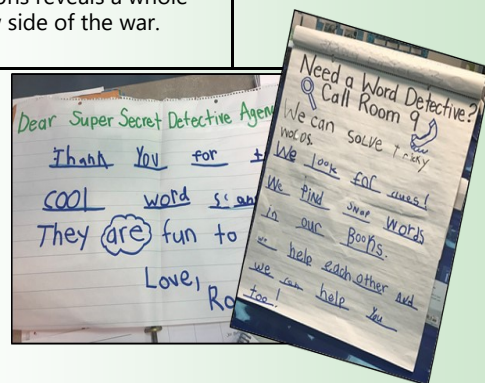 ons reveals a whole
side of the war.
Dear Super Secret Detective
Thank You for
cool word
They are fun to
Love,
Need a Word Detective?
Call Room 9
We can solve tricky
wolds.
We look for clues!
We find snap words
in our Books.
we help each other and
we can help You
too!